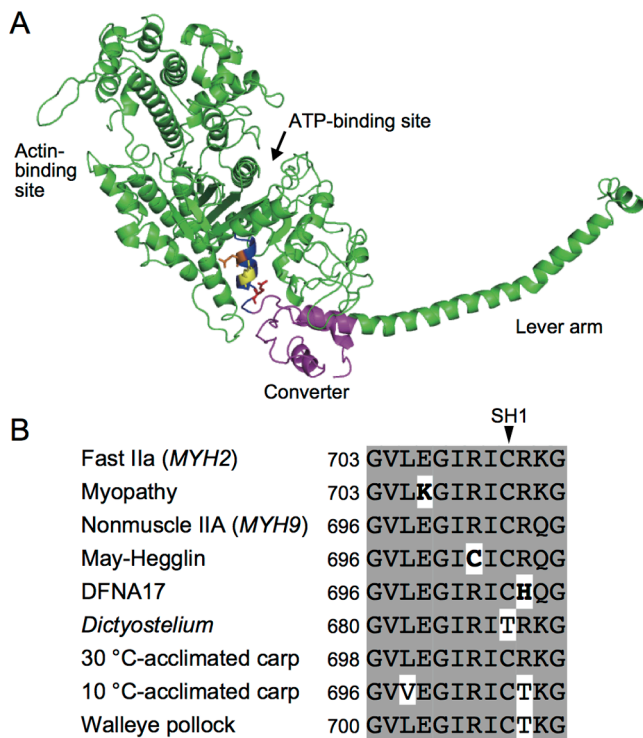 A
ATP-binding site
Actin-
binding
site
Lever arm
Converter
B
SH1
Fast IIa (MYH2) 703 GVLEGIRICRKG
Myopathy 703 GVLKGIRICRKG
Nonmuscle IIA (MYH9) 696 GVLEGIRICRQG
May-Hegglin 696 GVLEGICICRQG
DFNA17 696 GVLEGIRICHQG
Dictyostelium 680 GVLEGIRITRKG
30 °C-acclimated carp 698 GVLEGIRICRKG
10 °C-acclimated carp 696 GVVEGIRICTKG
Walleye pollock 700 GVLEGIRICTKG